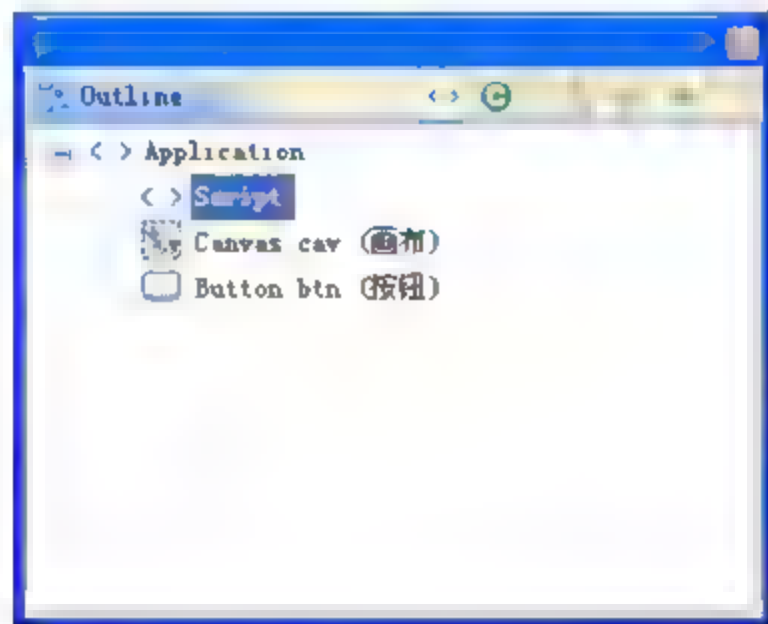 Outline
Application
Script
Canvas cav (画布)
Button btn (按钮)